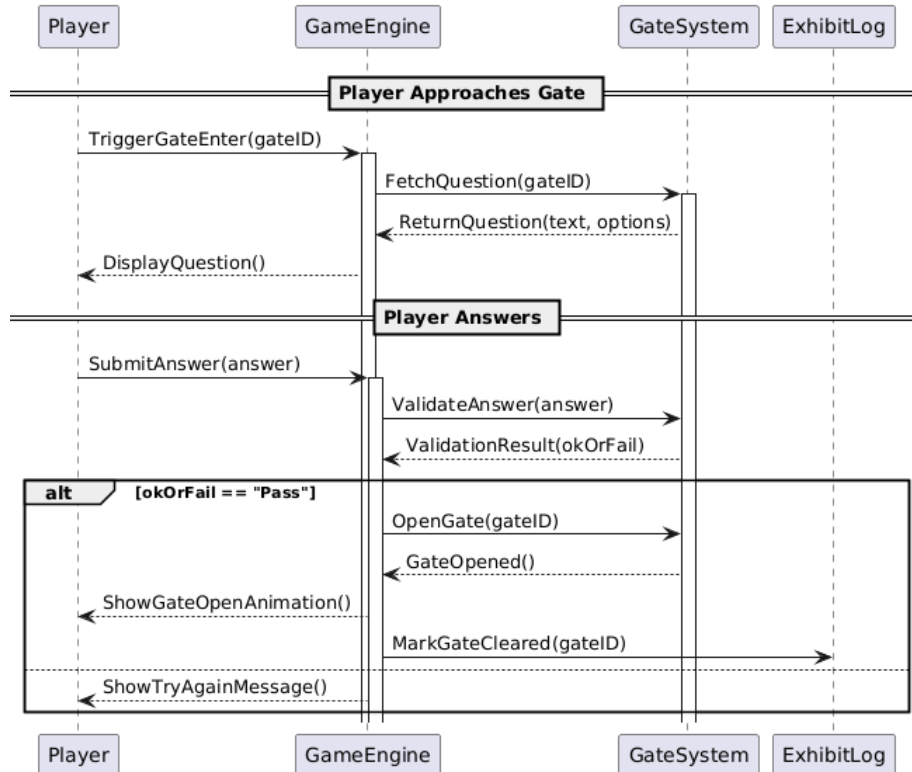 Player GameEngine GateSystem ExhibitLog
Player Approaches Gate
TriggerGateEnter(gateID)
FetchQuestion(gateID)
ReturnQuestion(text, options)
DisplayQuestion()
Player Answers
SubmitAnswer(answer)
ValidateAnswer(answer)
ValidationResult(okOrFail)
alt [okOrFail == "Pass"]
OpenGate(gateID)
GateOpened()
ShowGateOpenAnimation()
MarkGateCleared(gateID)
ShowTryAgainMessage()
Player GameEngine GateSystem ExhibitLog